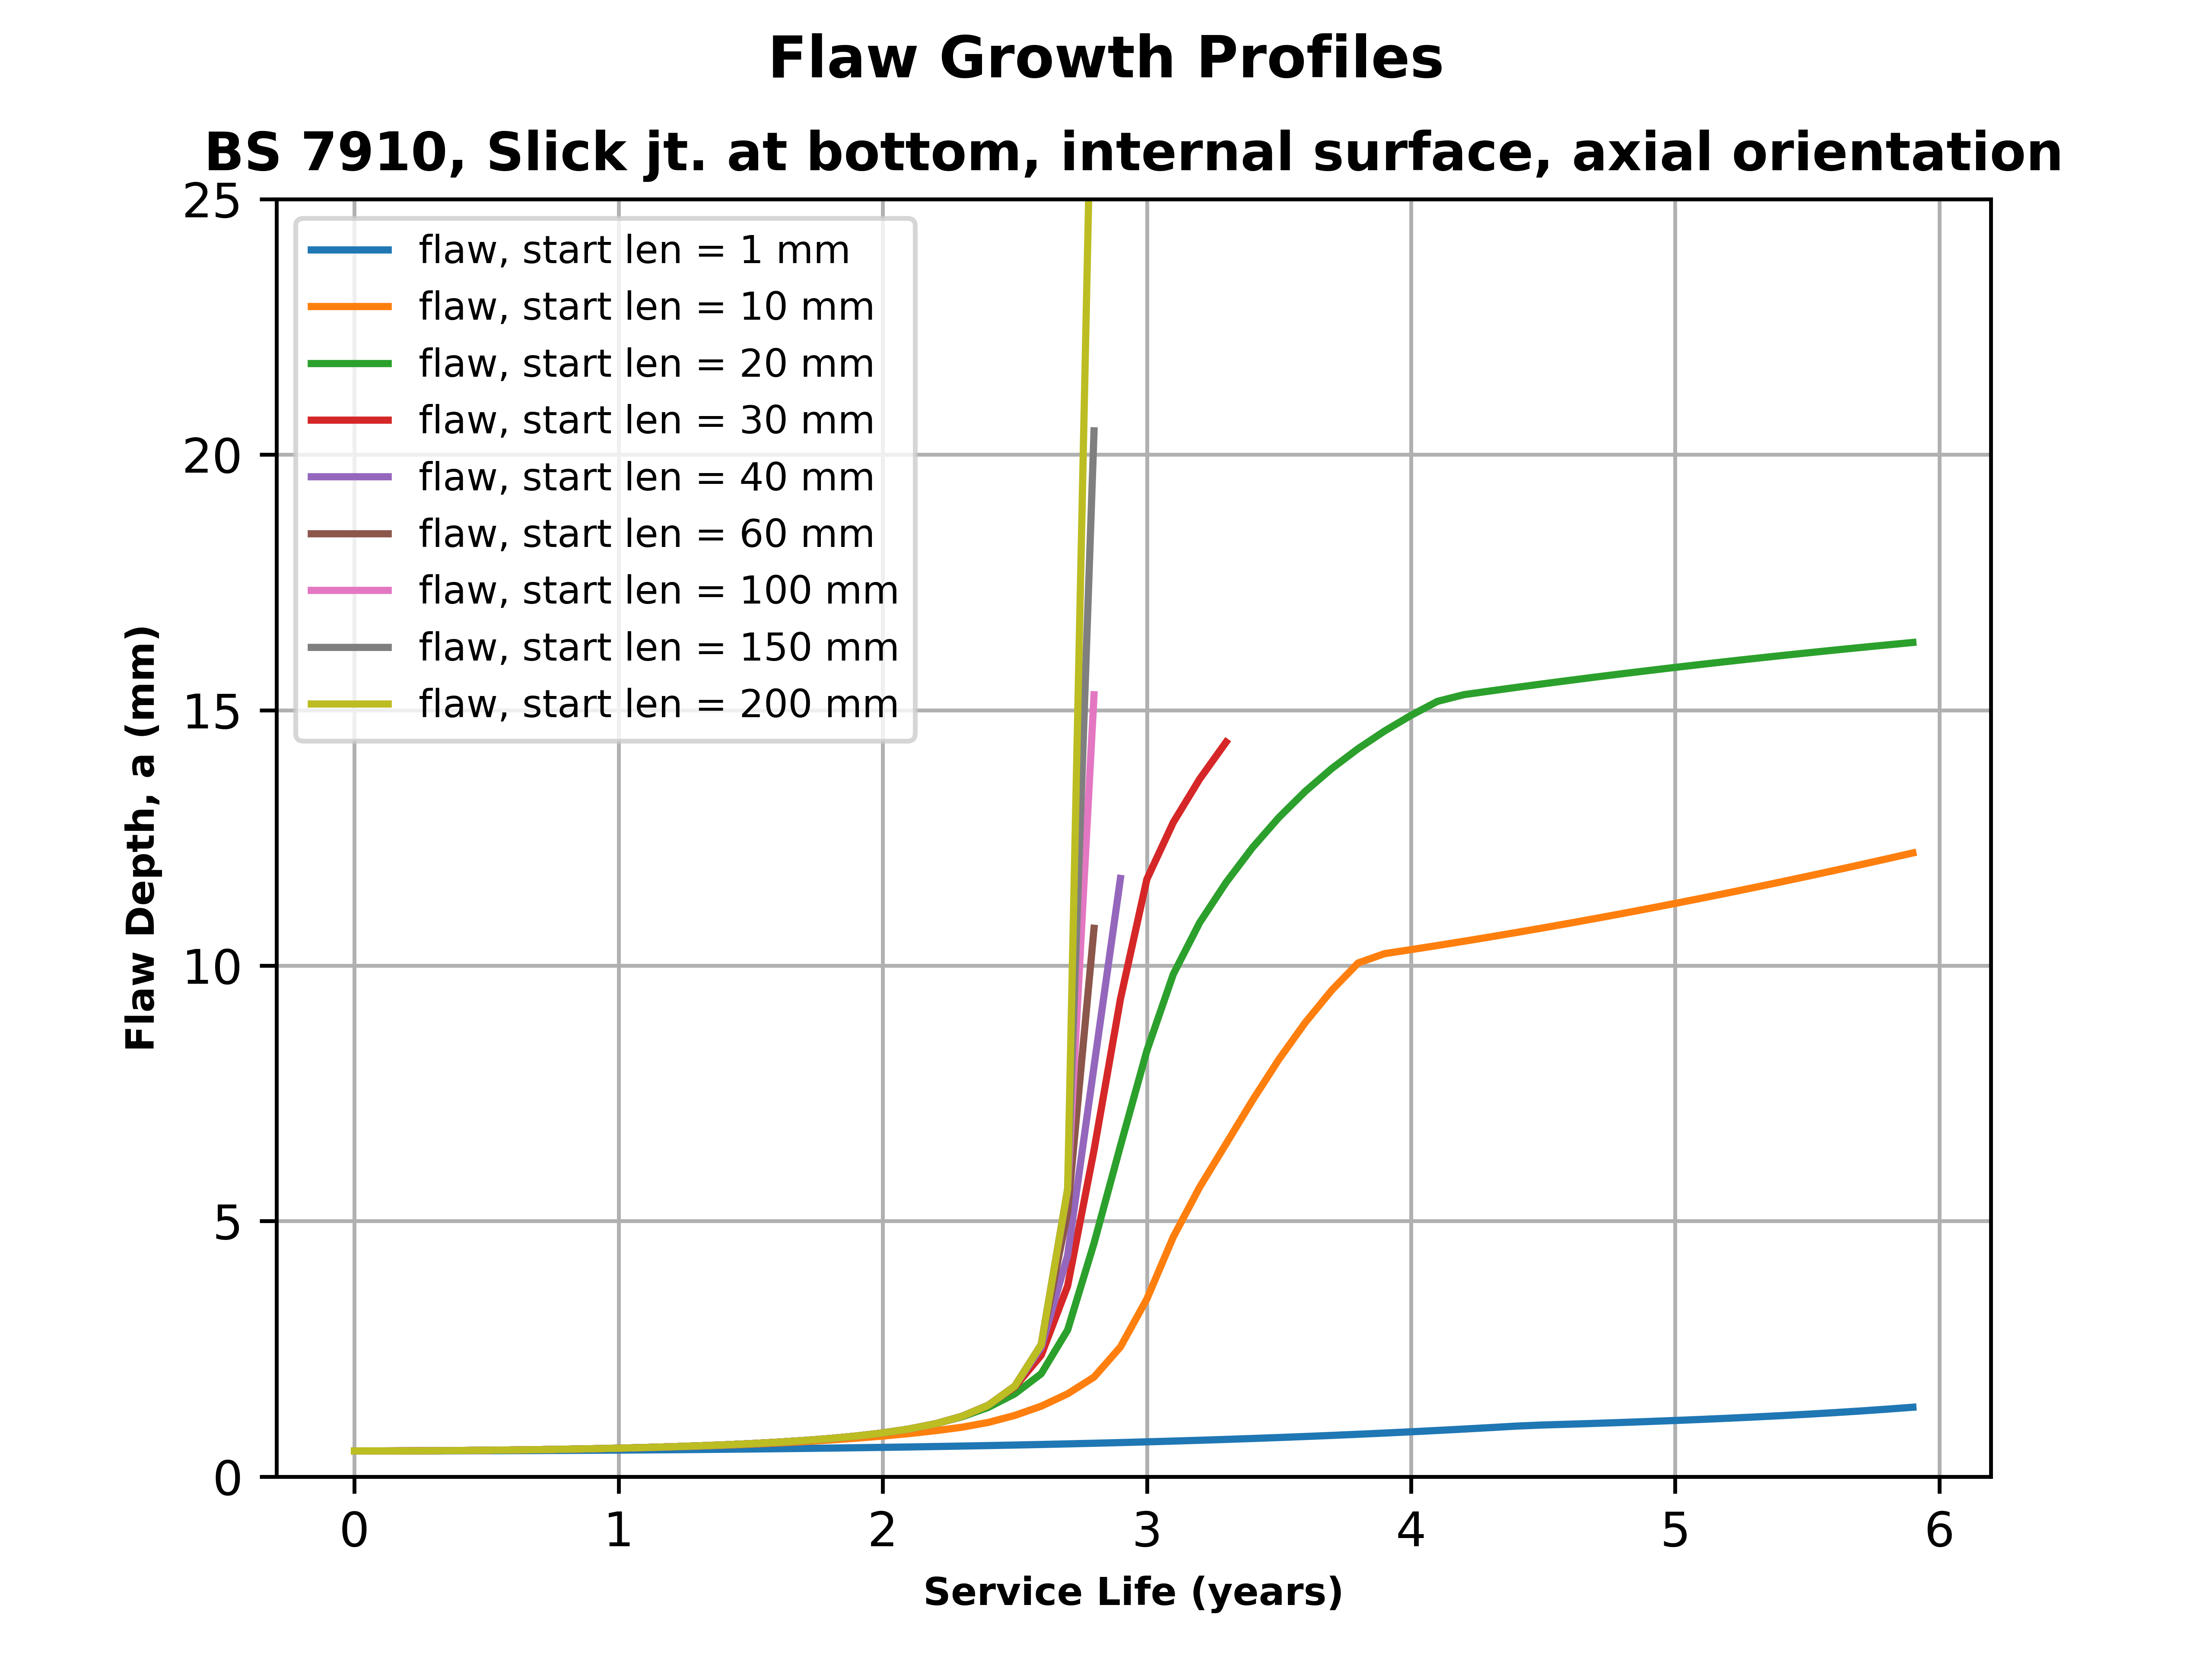 Flaw Growth Profiles
BS 7910, Slick jt. at bottom, internal surface, axial orientation
25
20
15
10
5
0
Flaw Depth, a (mm)
flaw, start len = 1 mm
flaw, start len = 10 mm
flaw, start len = 20 mm
flaw, start len = 30 mm
flaw, start len = 40 mm
flaw, start len = 60 mm
flaw, start len = 100 mm
flaw, start len = 150 mm
flaw, start len = 200 mm
0 1 2 3 4 5 6
Service Life (years)